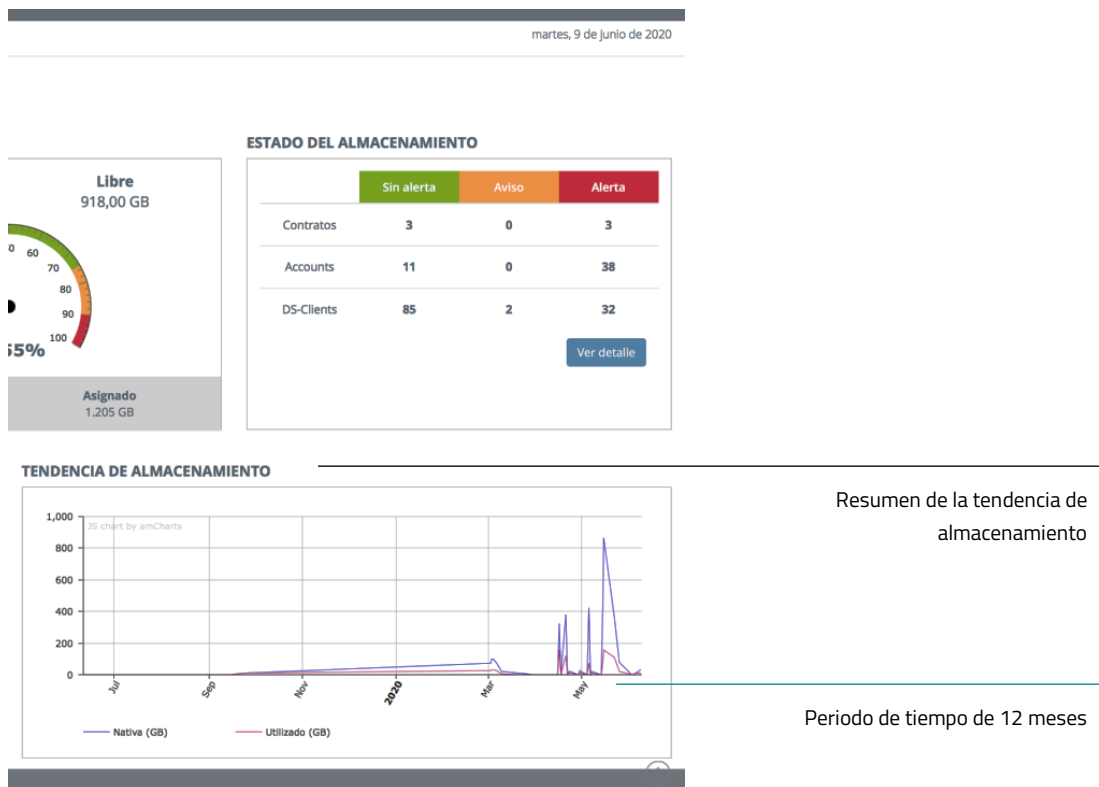 martes, 9 de junio de 2020
ESTADO DEL ALMACENAMIENTO
Libre
918,00 GB
60
70
80
90
100
55%
Asignado
1.205 GB
Sin alerta Aviso Alerta
Contratos 3 0 3
Accounts 11 0 38
DS-Clients 85 2 32
Ver detalle
TENDENCIA DE ALMACENAMIENTO
Resumen de la tendencia de
almacenamiento
JS chart by amCharts
1,000
800
600
400
200
0
Jul Sep Nov 2020 Mar May
Nativa (GB) Utilizado (GB)
Periodo de tiempo de 12 meses